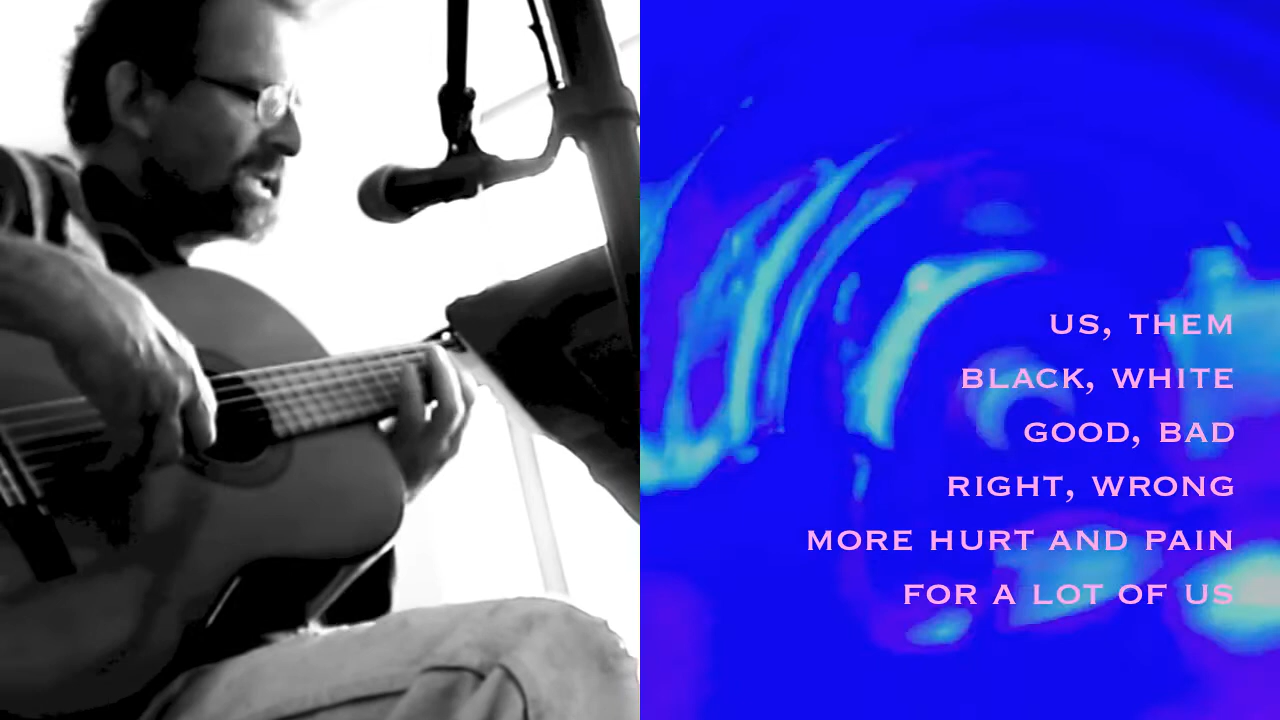 US, THEM
BLACK, WHITE
GOOD, BAD
RIGHT, WRONG
MORE HURT AND PAIN
FOR A LOT OF US